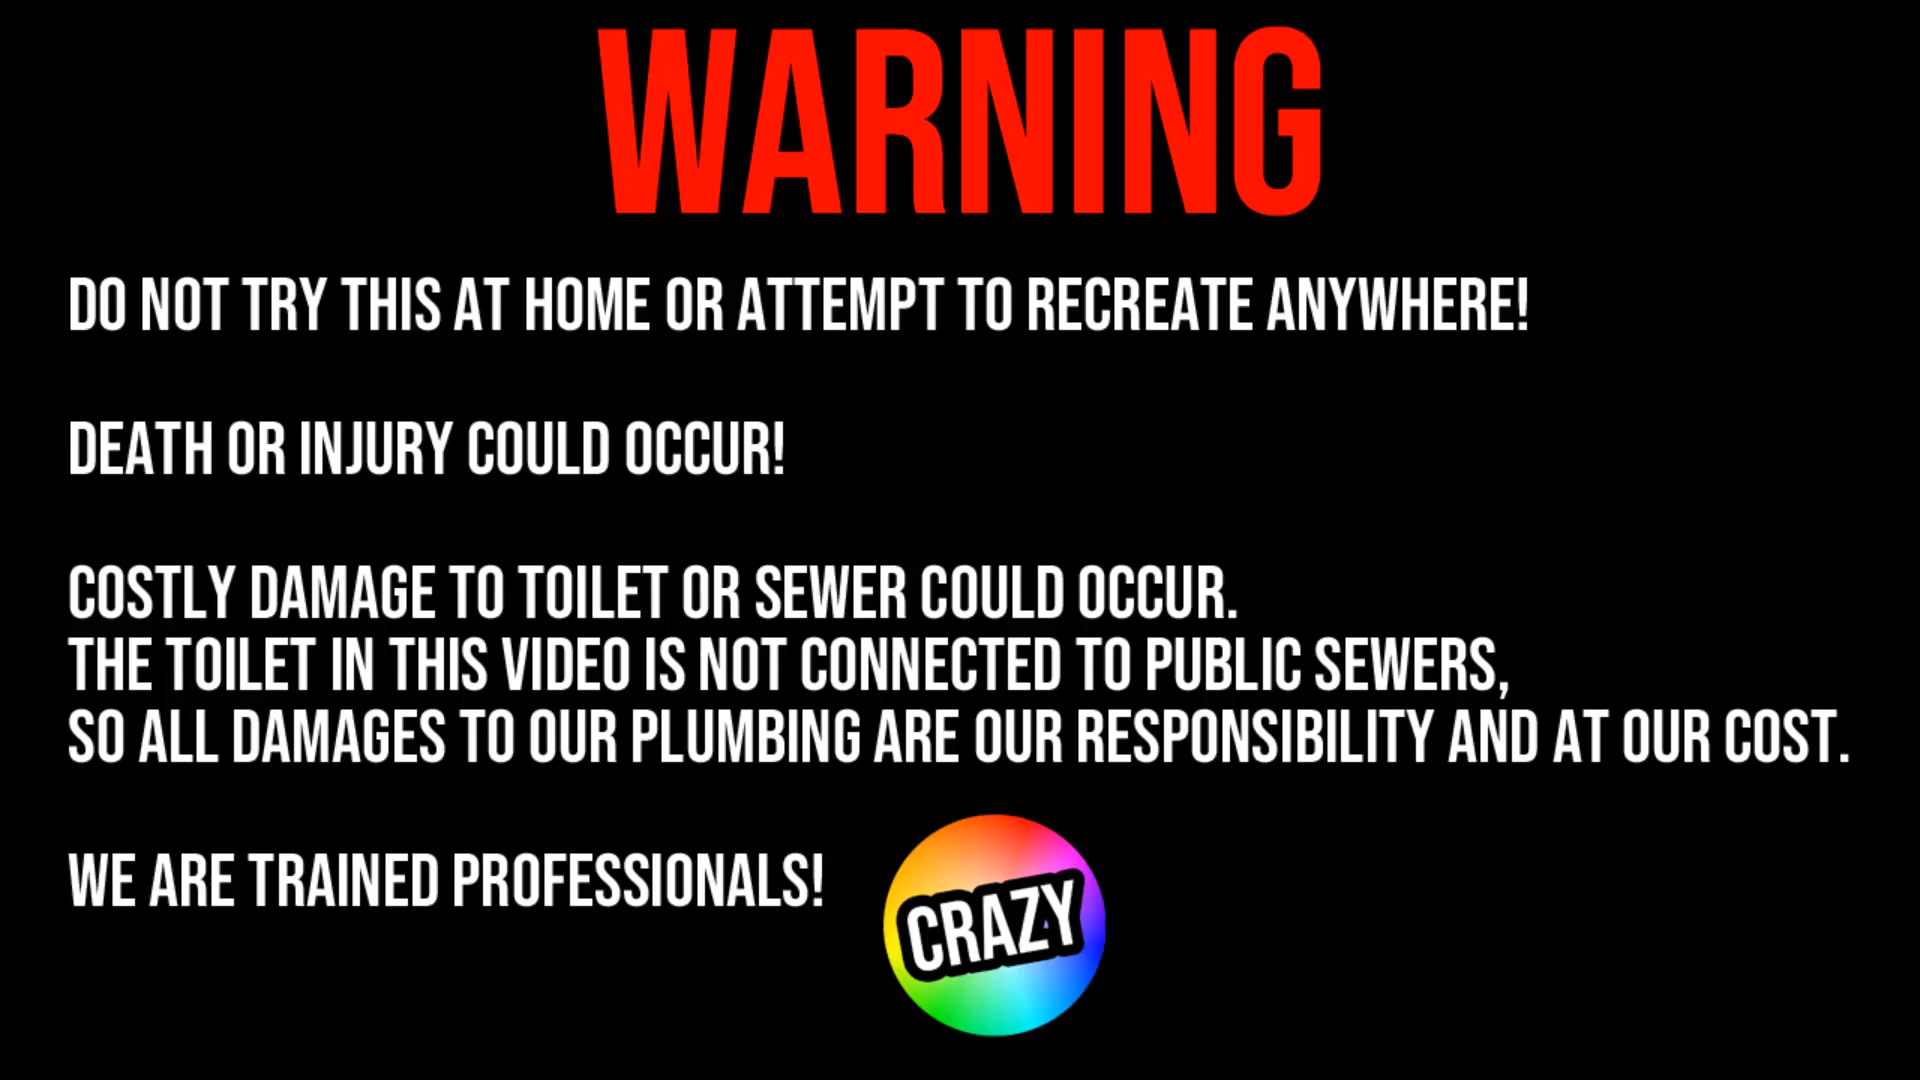 WARNING
DO NOT TRY THIS AT HOME OR ATTEMPT TO RECREATE ANYWHERE!
DEATH OR INJURY COULD OCCUR!
COSTLY DAMAGE TO TOILET OR SEWER COULD OCCUR.
THE TOILET IN THIS VIDEO IS NOT CONNECTED TO PUBLIC SEWERS,
SO ALL DAMAGES TO OUR PLUMBING ARE OUR RESPONSIBILITY AND AT OUR COST.
WE ARE TRAINED PROFESSIONALS!
CRAZY